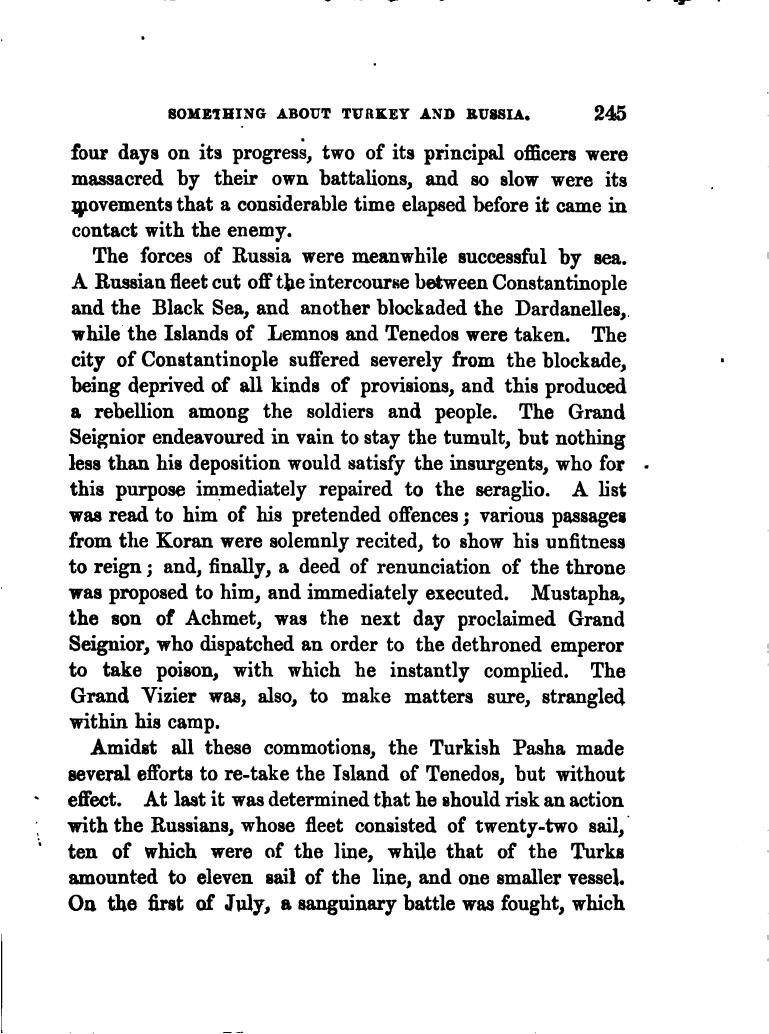 SOMETHING ABOUT TURKEY AND RUSSIA. 245
four days on its progress, two of its principal officers were
massacred by their own battalions, and so slow were its
movements that a considerable time elapsed before it came in
contact with the enemy.
The forces of Russia were meanwhile successful by sea.
A Russian fleet cut off the intercourse between Constantinople
and the Black Sea, and another blockaded the Dardanelles,
while the Islands of Lemnos and Tenedos were taken. The
city of Constantinople suffered severely from the blockade,
being deprived of all kinds of provisions, and this produced
a rebellion among the soldiers and people. The Grand
Seignior endeavoured in vain to stay the tumult, but nothing
less than his deposition would satisfy the insurgents, who for
this purpose immediately repaired to the seraglio. A list
was read to him of his pretended offences; various passages
from the Koran were solemnly recited, to show his unfitness
to reign; and, finally, a deed of renunciation of the throne
was proposed to him, and immediately executed. Mustapha,
the son of Achmet, was the next day proclaimed Grand
Seignior, who dispatched an order to the dethroned emperor
to take poison, with which he instantly complied. The
Grand Vizier was, also, to make matters sure, strangled
within his camp.
Amidst all these commotions, the Turkish Pasha made
several efforts to re-take the Island of Tenedos, but without
effect. At last it was determined that he should risk an action
with the Russians, whose fleet consisted of twenty-two sail,
ten of which were of the line, while that of the Turks
amounted to eleven sail of the line, and one smaller vessel.
On the first of July, a sanguinary battle was fought, which